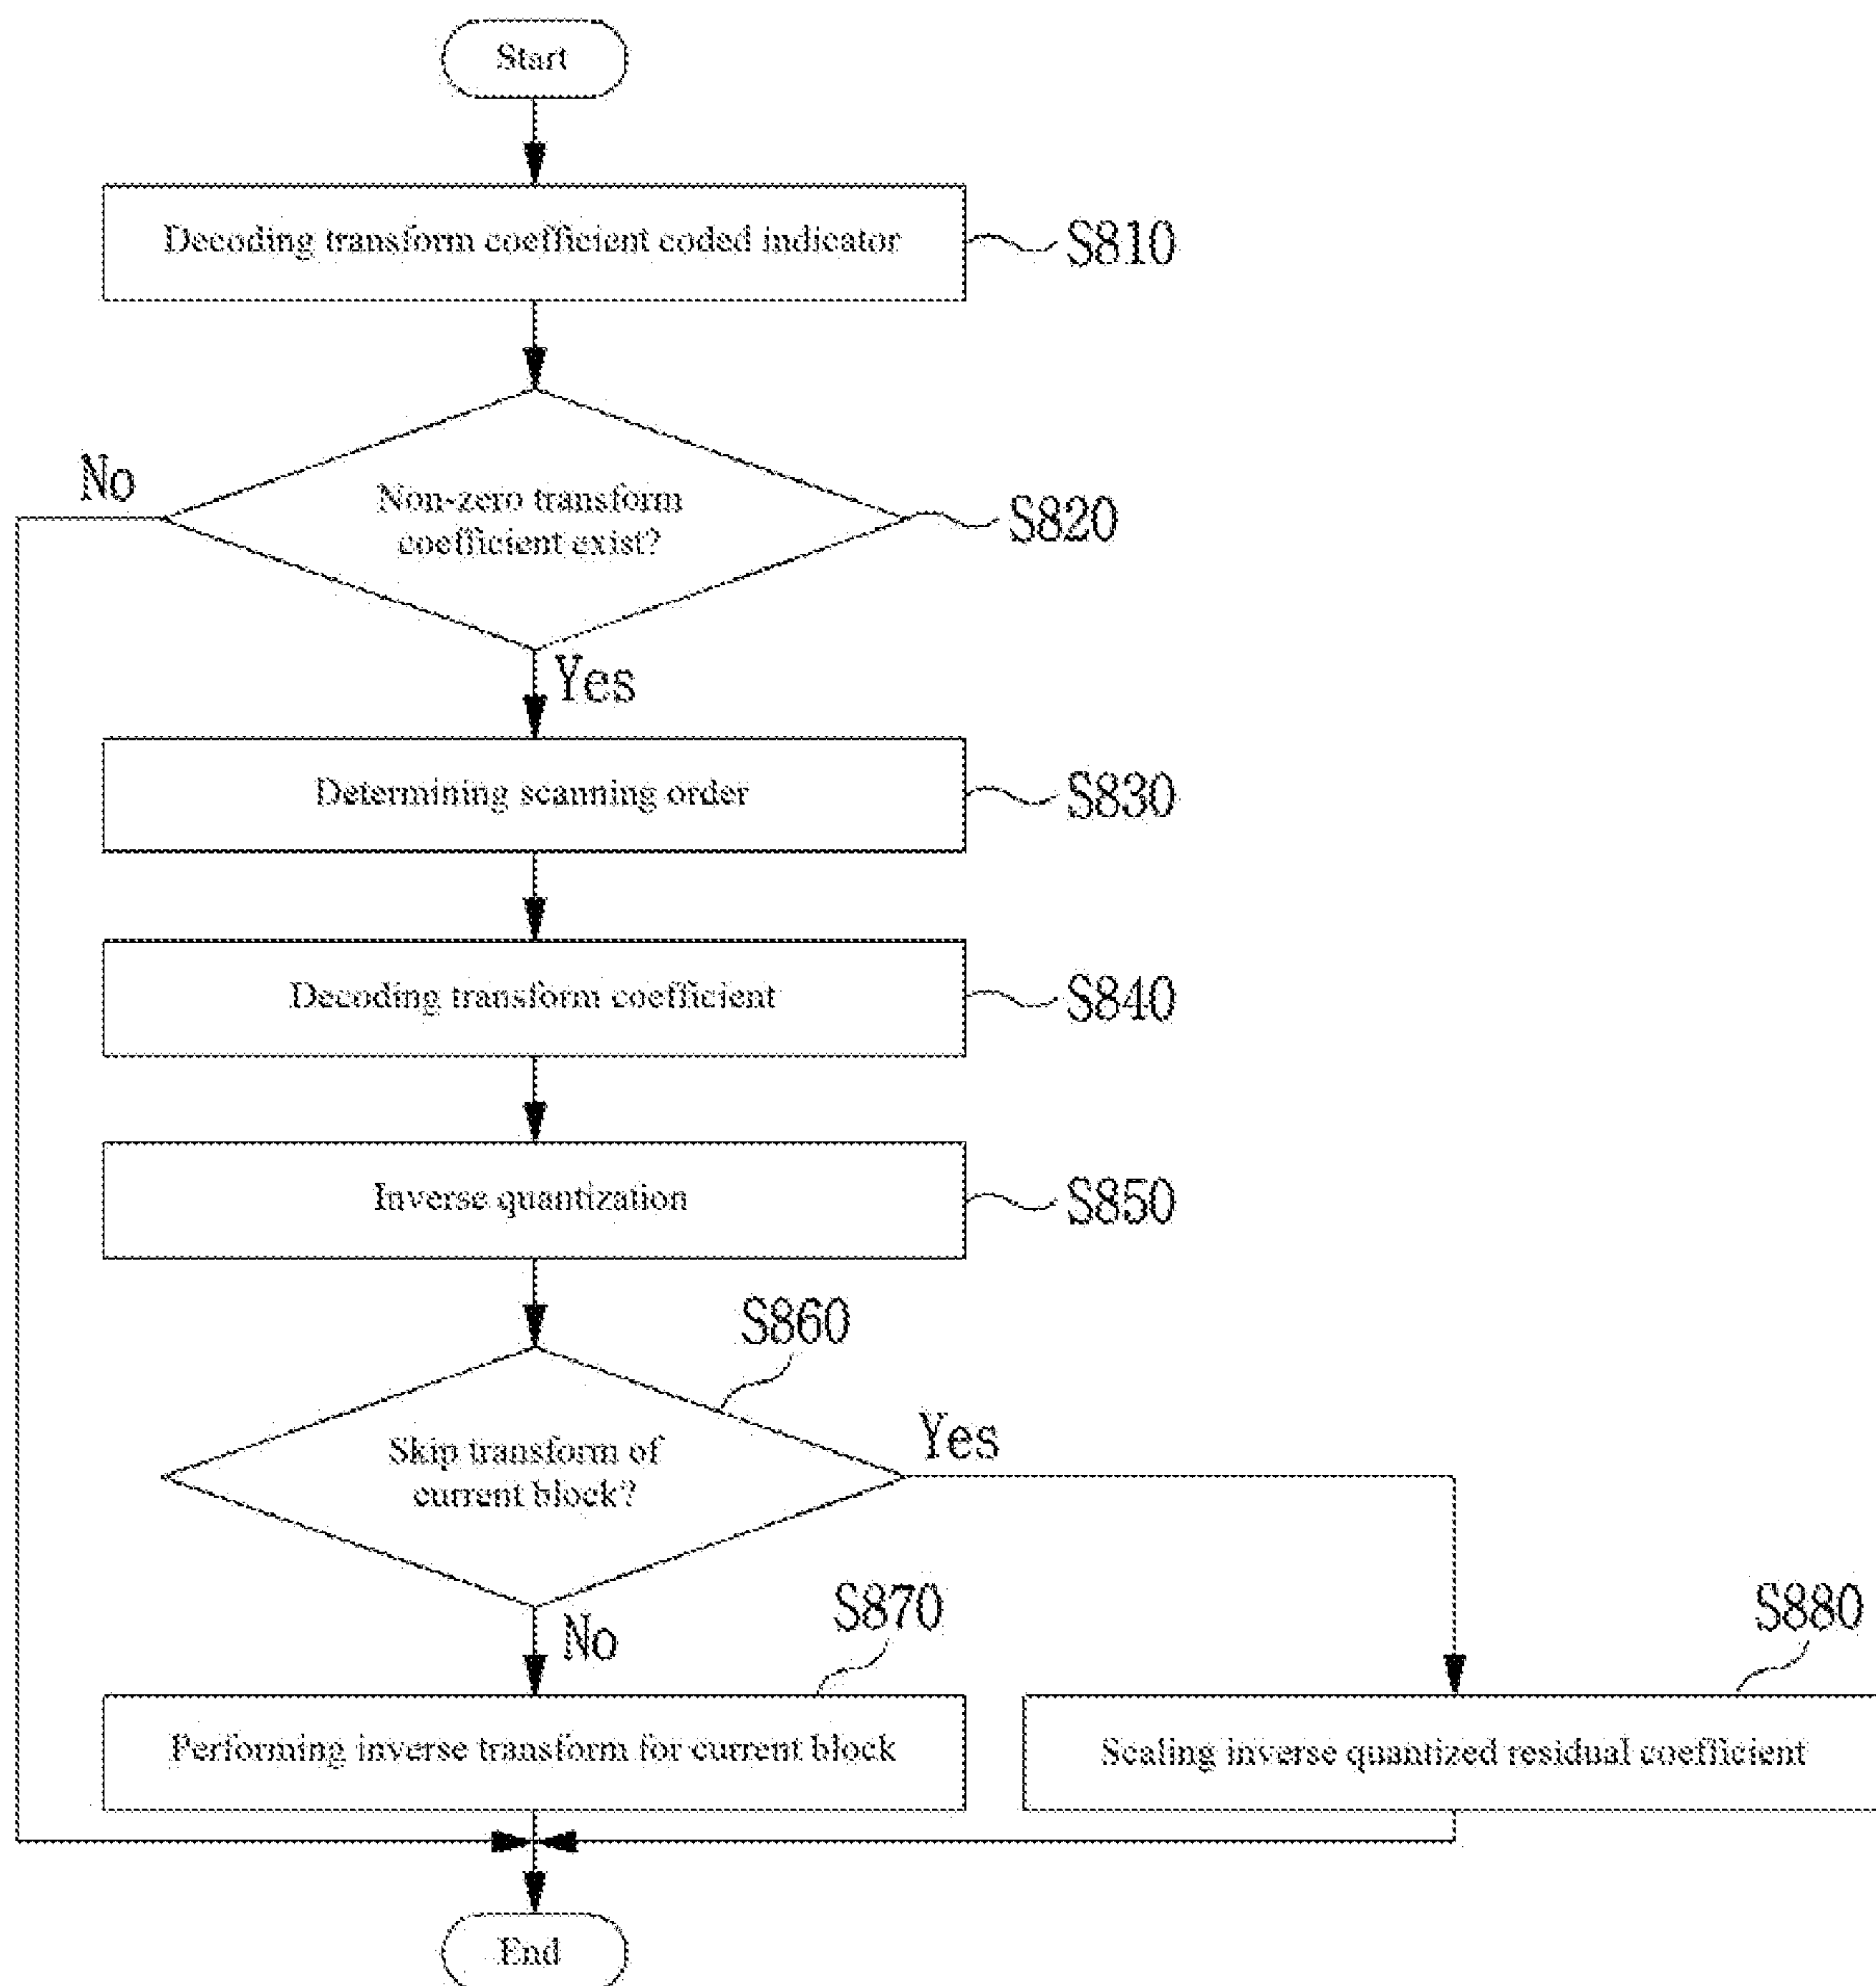 Start
Decoding transform coefficient coded indicator
S810
No
Non-zero transform
coefficient exist?
S820
Yes
Determining scanning order
S830
Decoding transform coefficient
S840
Inverse quantization
S850
S860
Skip transform of
current block?
Yes
No
S870
S880
Performing inverse transform for current block
Scaling inverse quantized residual coefficient
End